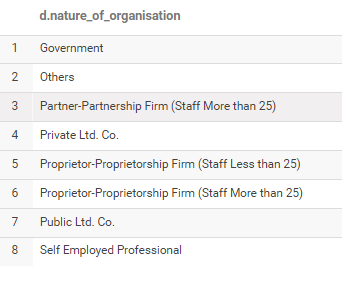 d.nature_of_organisation
1 Government
2 Others
3 Partner-Partnership Firm (Staff More than 25)
4 Private Ltd. Co.
5 Proprietor-Proprietorship Firm (Staff Less than 25)
6 Proprietor-Proprietorship Firm (Staff More than 25)
7 Public Ltd. Co.
8 Self Employed Professional